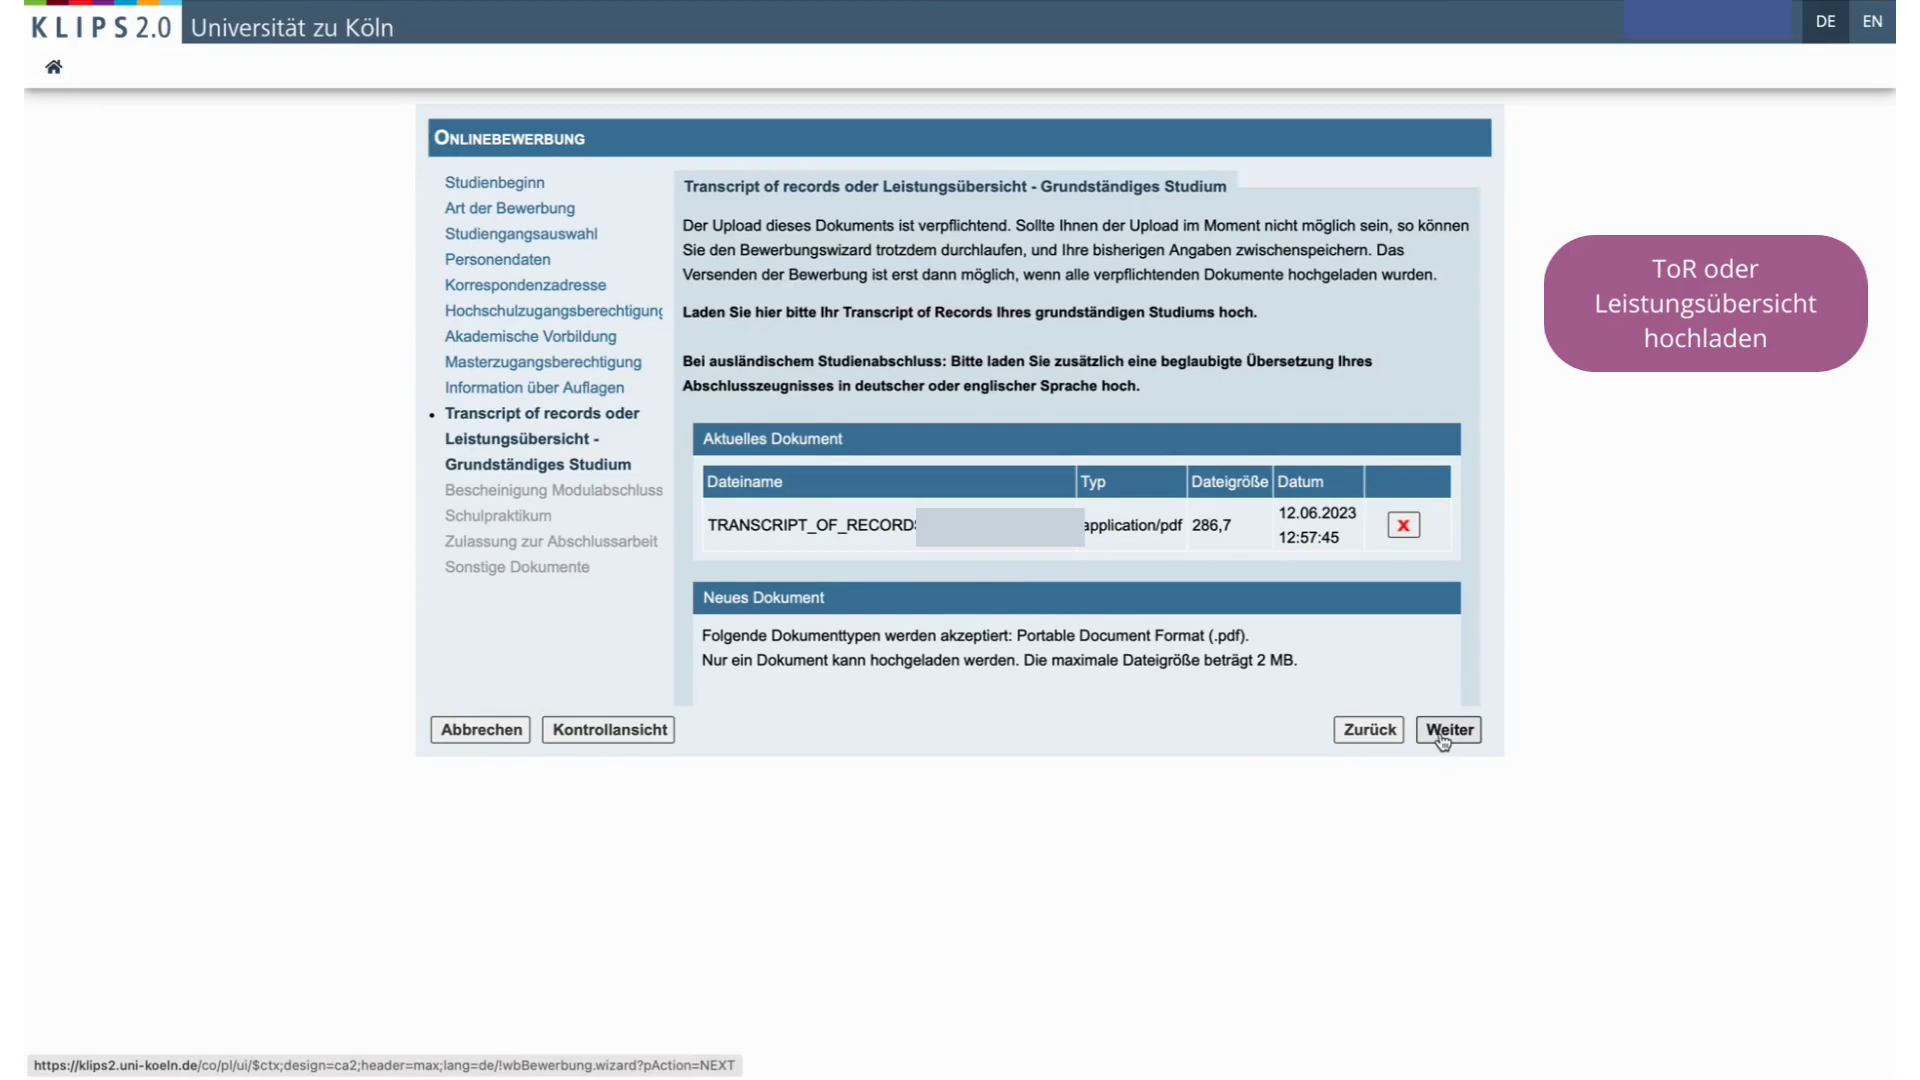 KLIPS 2.0 Universität zu Köln
DE EN
ONLINEBEWERBUNG
Studienbeginn
Art der Bewerbung
Studiengangsauswahl
Personendaten
Korrespondenzadresse
Hochschulzugangsberechtigung
Akademische Vorbildung
Masterzugangsberechtigung
Information über Auflagen
Transcript of records oder
Leistungsübersicht -
Grundständiges Studium
Bescheinigung Modulabschluss
Schulpraktikum
Zulassung zur Abschlussarbeit
Sonstige Dokumente
Transcript of records oder Leistungsübersicht - Grundständiges Studium
Der Upload dieses Dokuments ist verpflichtend. Sollte Ihnen der Upload im Moment nicht möglich sein, so können
Sie den Bewerbungswizard trotzdem durchlaufen, und Ihre bisherigen Angaben zwischenspeichern. Das
Versenden der Bewerbung ist erst dann möglich, wenn alle verpflichtenden Dokumente hochgeladen wurden.
Laden Sie hier bitte Ihr Transcript of Records Ihres grundständigen Studiums hoch.
Bei ausländischem Studienabschluss: Bitte laden Sie zusätzlich eine beglaubigte Übersetzung Ihres
Abschlusszeugnisses in deutscher oder englischer Sprache hoch.
Aktuelles Dokument
Dateiname Typ Dateigröße Datum
TRANSCRIPT_OF_RECORDS application/pdf 286,7 12.06.2023
12:57:45 X
Neues Dokument
Folgende Dokumenttypen werden akzeptiert: Portable Document Format (.pdf).
Nur ein Dokument kann hochgeladen werden. Die maximale Dateigröße beträgt 2 MB.
Abbrechen Kontrollansicht Zurück Weiter
ToR oder
Leistungsübersicht
hochladen
https://klips2.uni-koeln.de/co/pl/ui/$ctx;design=ca2;header=max;lang=de/!wbBewerbung.wizard?pAction=NEXT